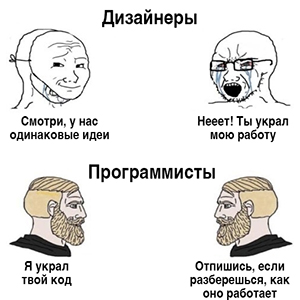 Дизайнеры
Смотри, у нас
одинаковые идеи
Нееет! Ты украл
мою работу
Программисты
Я украл
твой код
Отпишись, если
разберешься, как
оно работает